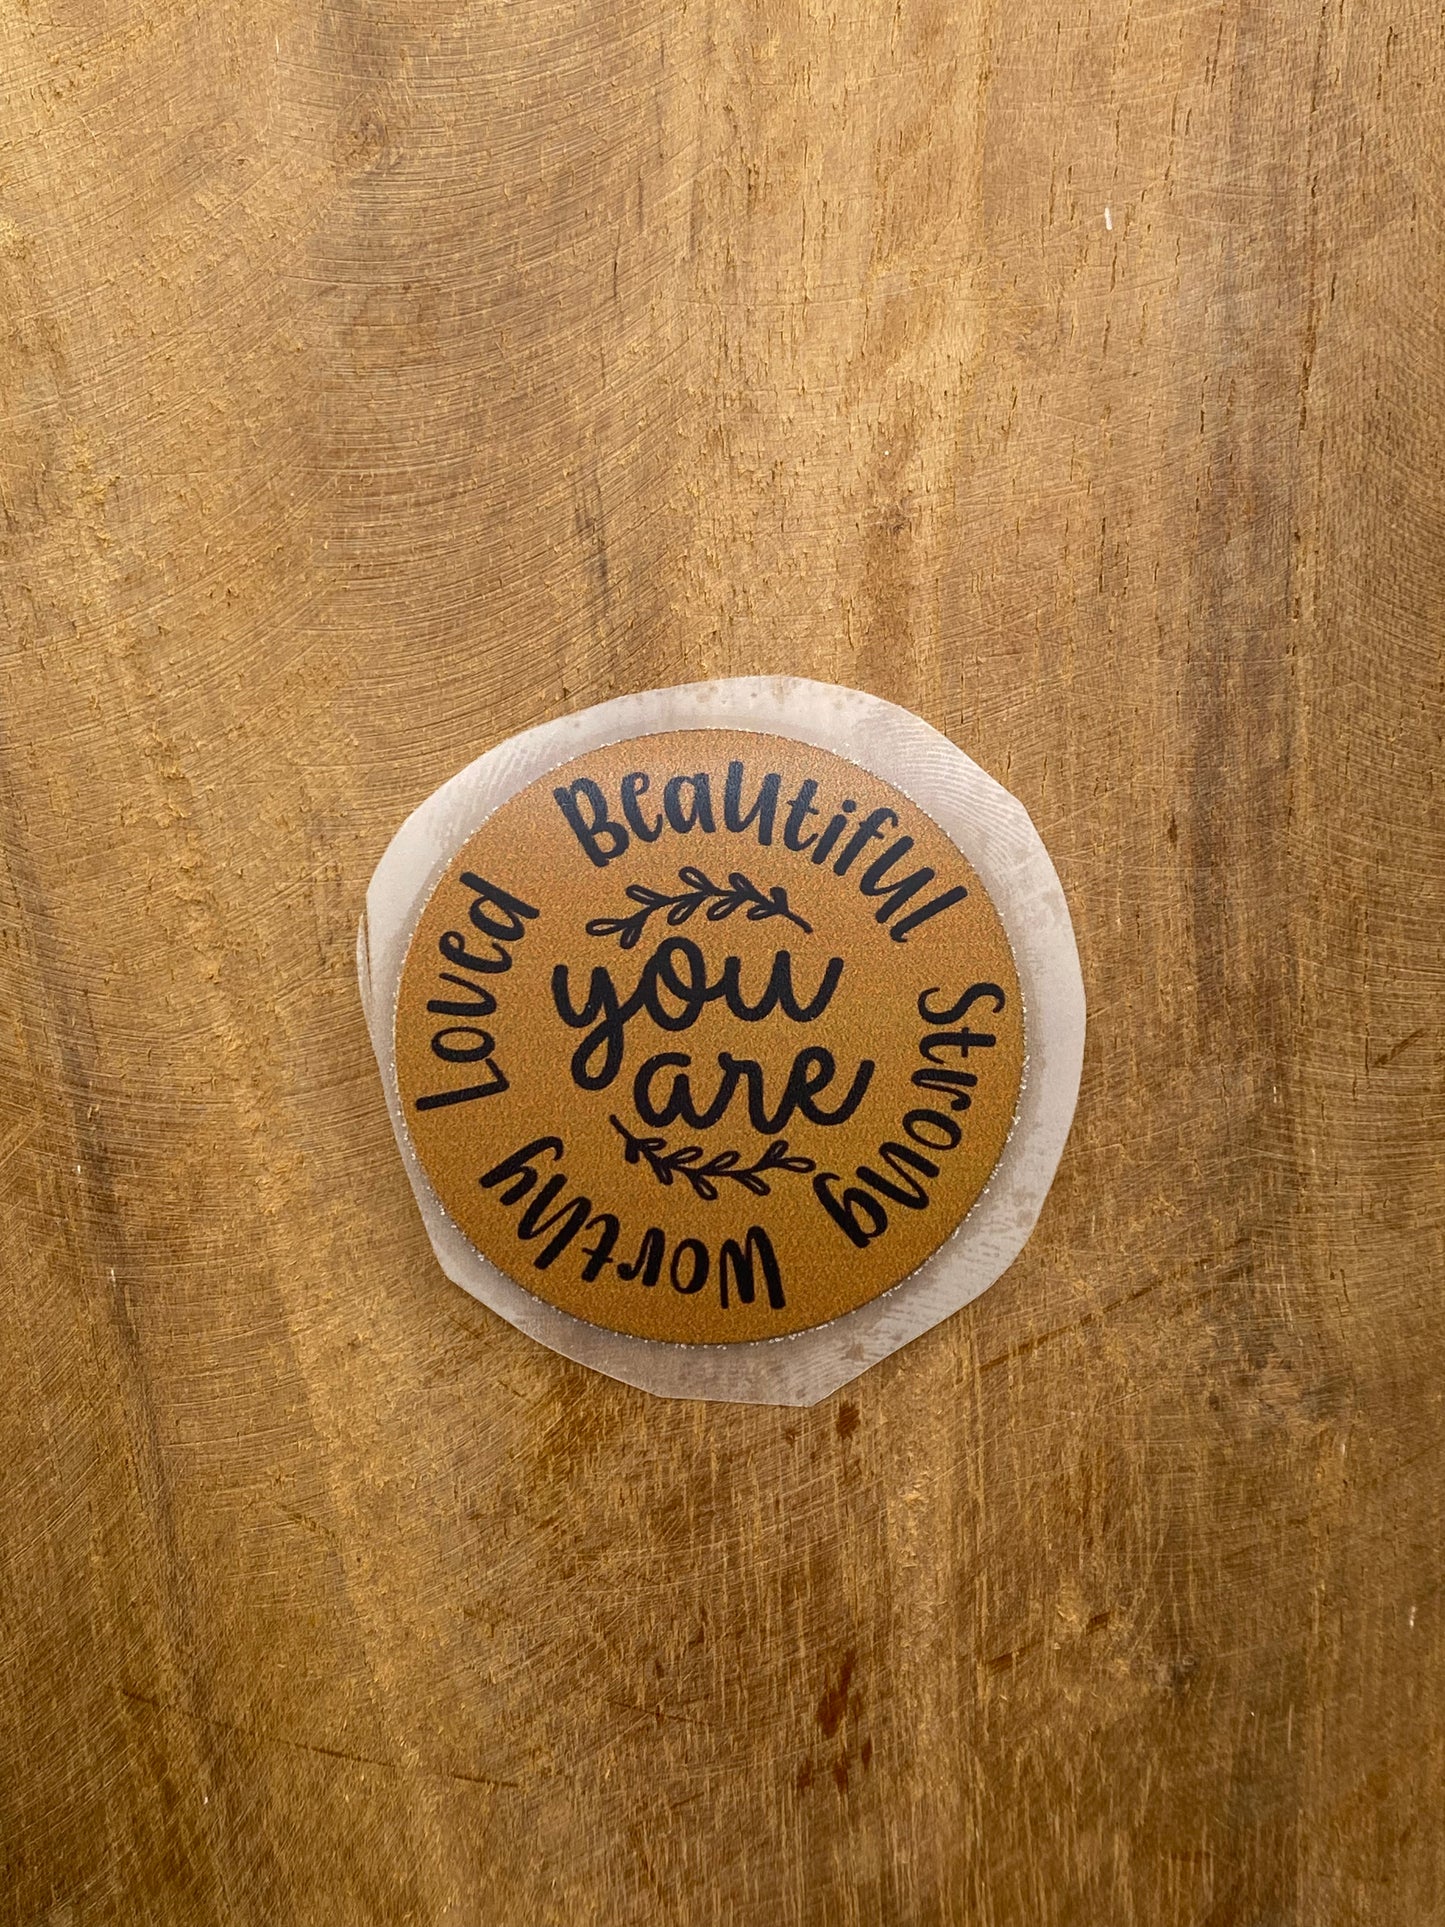 you
are
Beautiful
Strong
Worthy
Loved